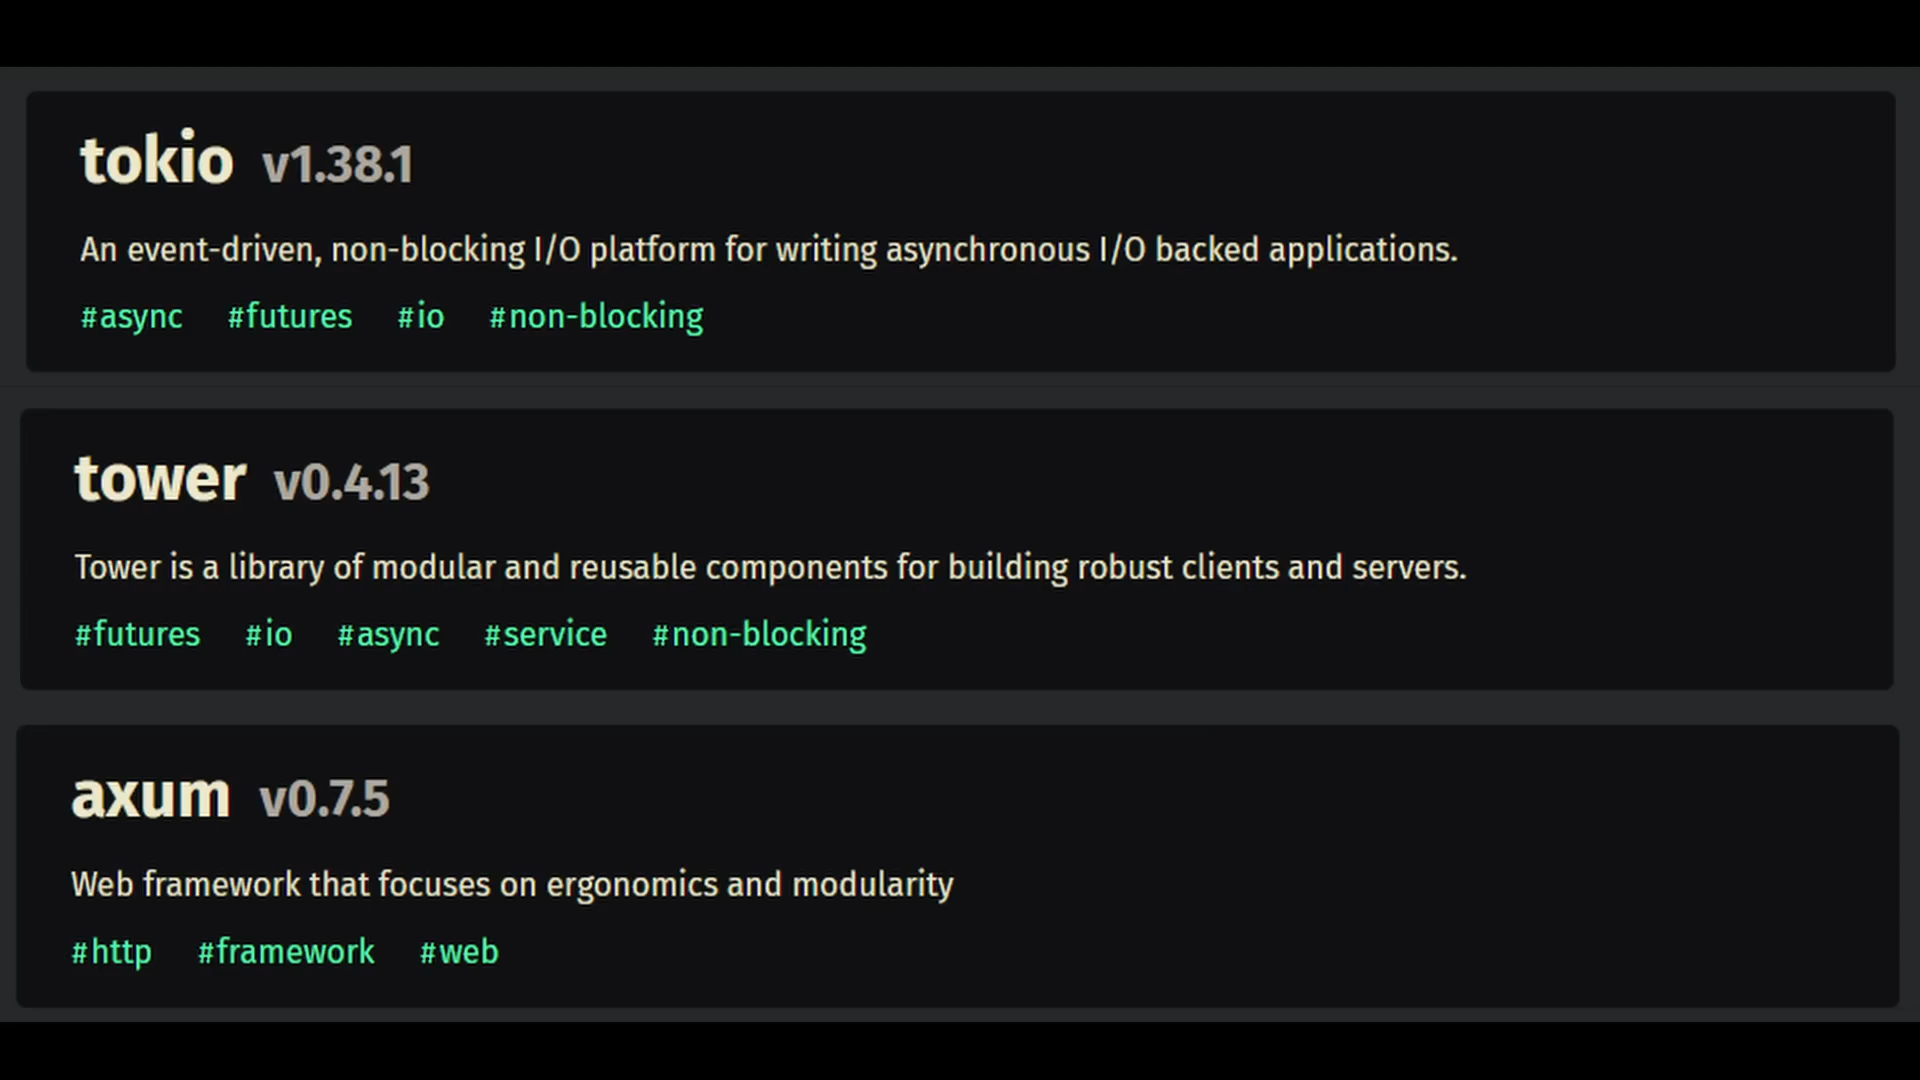 tokio v1.38.1
An event-driven, non-blocking I/O platform for writing asynchronous I/O backed applications.
#async #futures #io #non-blocking
tower v0.4.13
Tower is a library of modular and reusable components for building robust clients and servers.
#futures #io #async #service #non-blocking
axum v0.7.5
Web framework that focuses on ergonomics and modularity
#http #framework #web